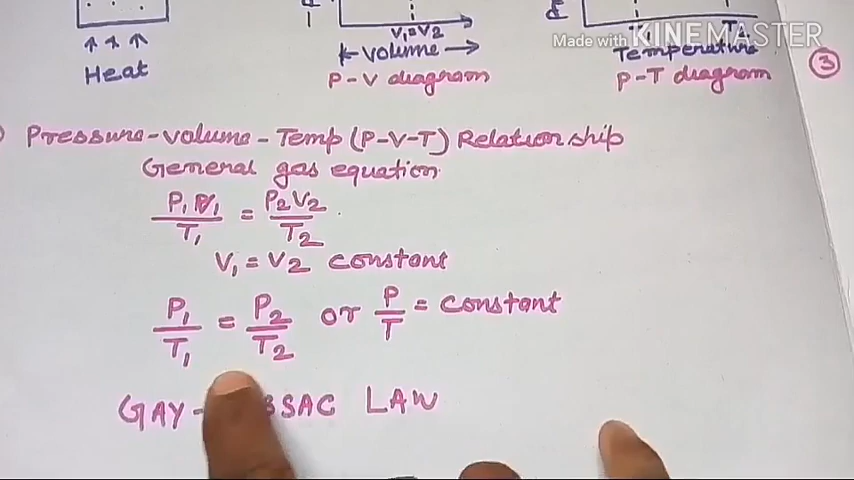 V₁=V₂
Made with KINEMASTER
Heat
volume
Temperature
P-V diagram
P-T diagram
3
Pressure-volume-Temp (P-V-T) Relationship
General gas equation
P₁V₁/T₁ = P₂V₂/T₂
V₁ = V₂ constant
P₁/T₁ = P₂/T₂ or P/T = constant
GAY- SSAC LAW